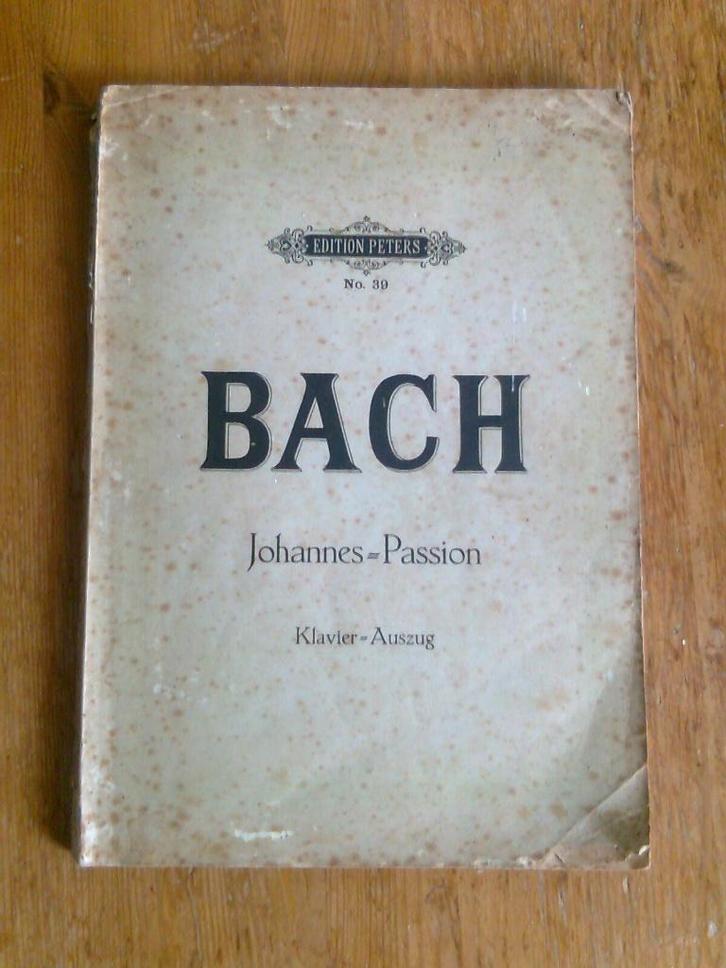 EDITION PETERS
No. 39
BACH
Johannes=Passion
Klavier=Auszug